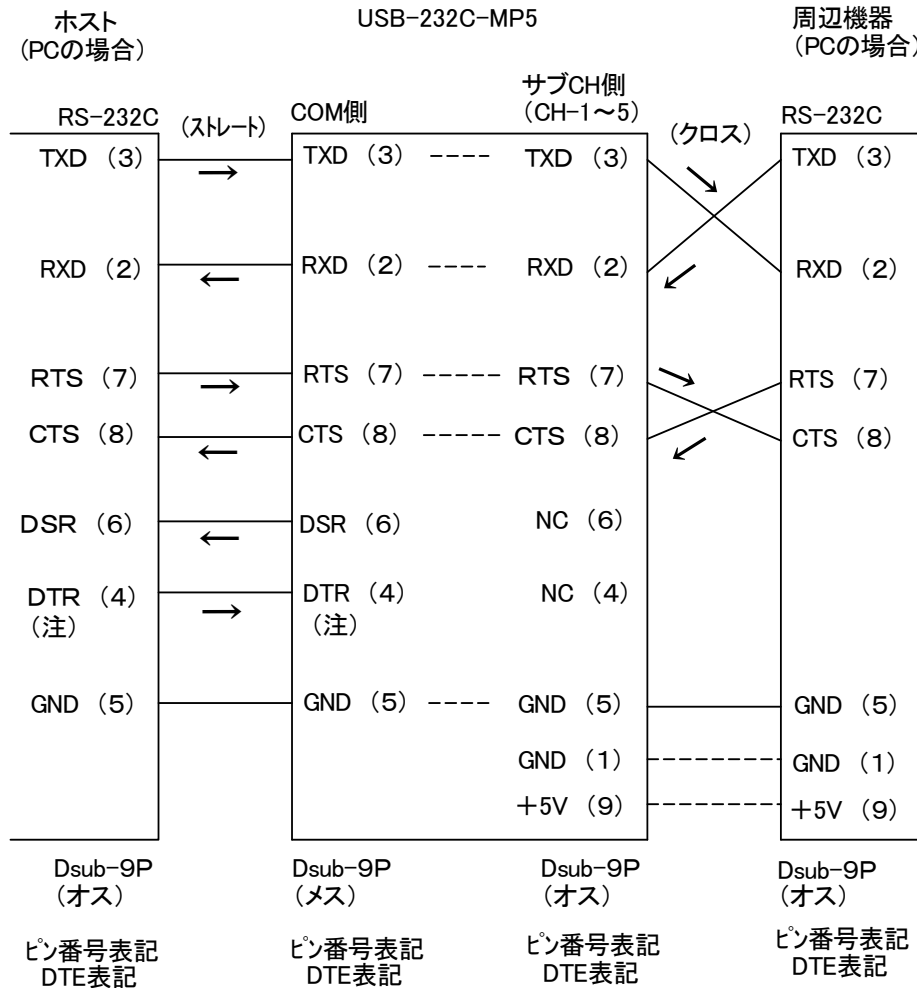 ホスト
（PCの場合）
USB-232C-MP5
周辺機器
（PCの場合）
RS-232C
（ストレート）
COM側
サブCH側
（CH-1～5）
（クロス）
RS-232C
TXD （3）
TXD （3）
TXD （3）
TXD （3）
RXD （2）
RXD （2）
RXD （2）
RXD （2）
RTS （7）
RTS （7）
RTS （7）
RTS （7）
CTS （8）
CTS （8）
CTS （8）
CTS （8）
DSR （6）
DSR （6）
NC （6）
DTR （4）
（注）
DTR （4）
（注）
NC （4）
GND （5）
GND （5）
GND （5）
GND （5）
GND （1）
GND （1）
＋5V （9）
＋5V （9）
Dsub-9P
（オス）
Dsub-9P
（メス）
Dsub-9P
（オス）
Dsub-9P
（オス）
ピン番号表記
DTE表記
ピン番号表記
DTE表記
ピン番号表記
DTE表記
ピン番号表記
DTE表記